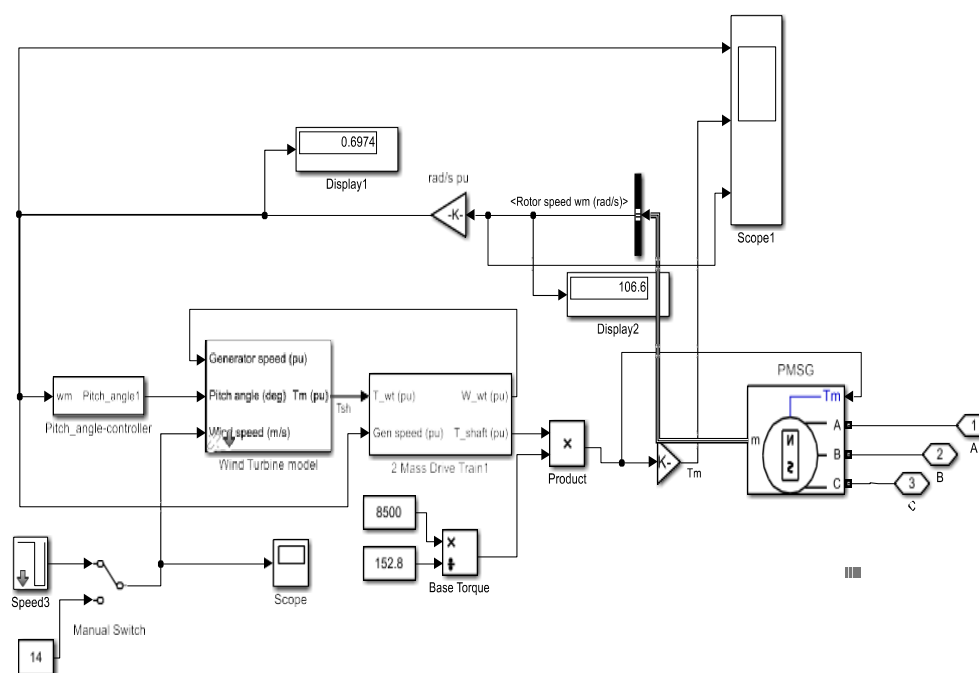 0.6974
Display1
rad/s pu
-K-
<Rotor speed wm (rad/s)>
Scope1
106.6
Display2
Generator speed (pu)
Pitch angle (deg) Tm (pu)
Wind speed (m/s)
Wind Turbine model
wm Pitch_angle1
Pitch_angle-controller
Tsh
T_wt (pu) W_wt (pu)
Gen speed (pu) T_shaft (pu)
2 Mass Drive Train1
×
Product
K-
Tm
PMSG
Tm
m
N
S
A
B
C
1
A
2
B
3
C
8500
152.8
×
÷
Base Torque
Speed3
Manual Switch
Scope
14